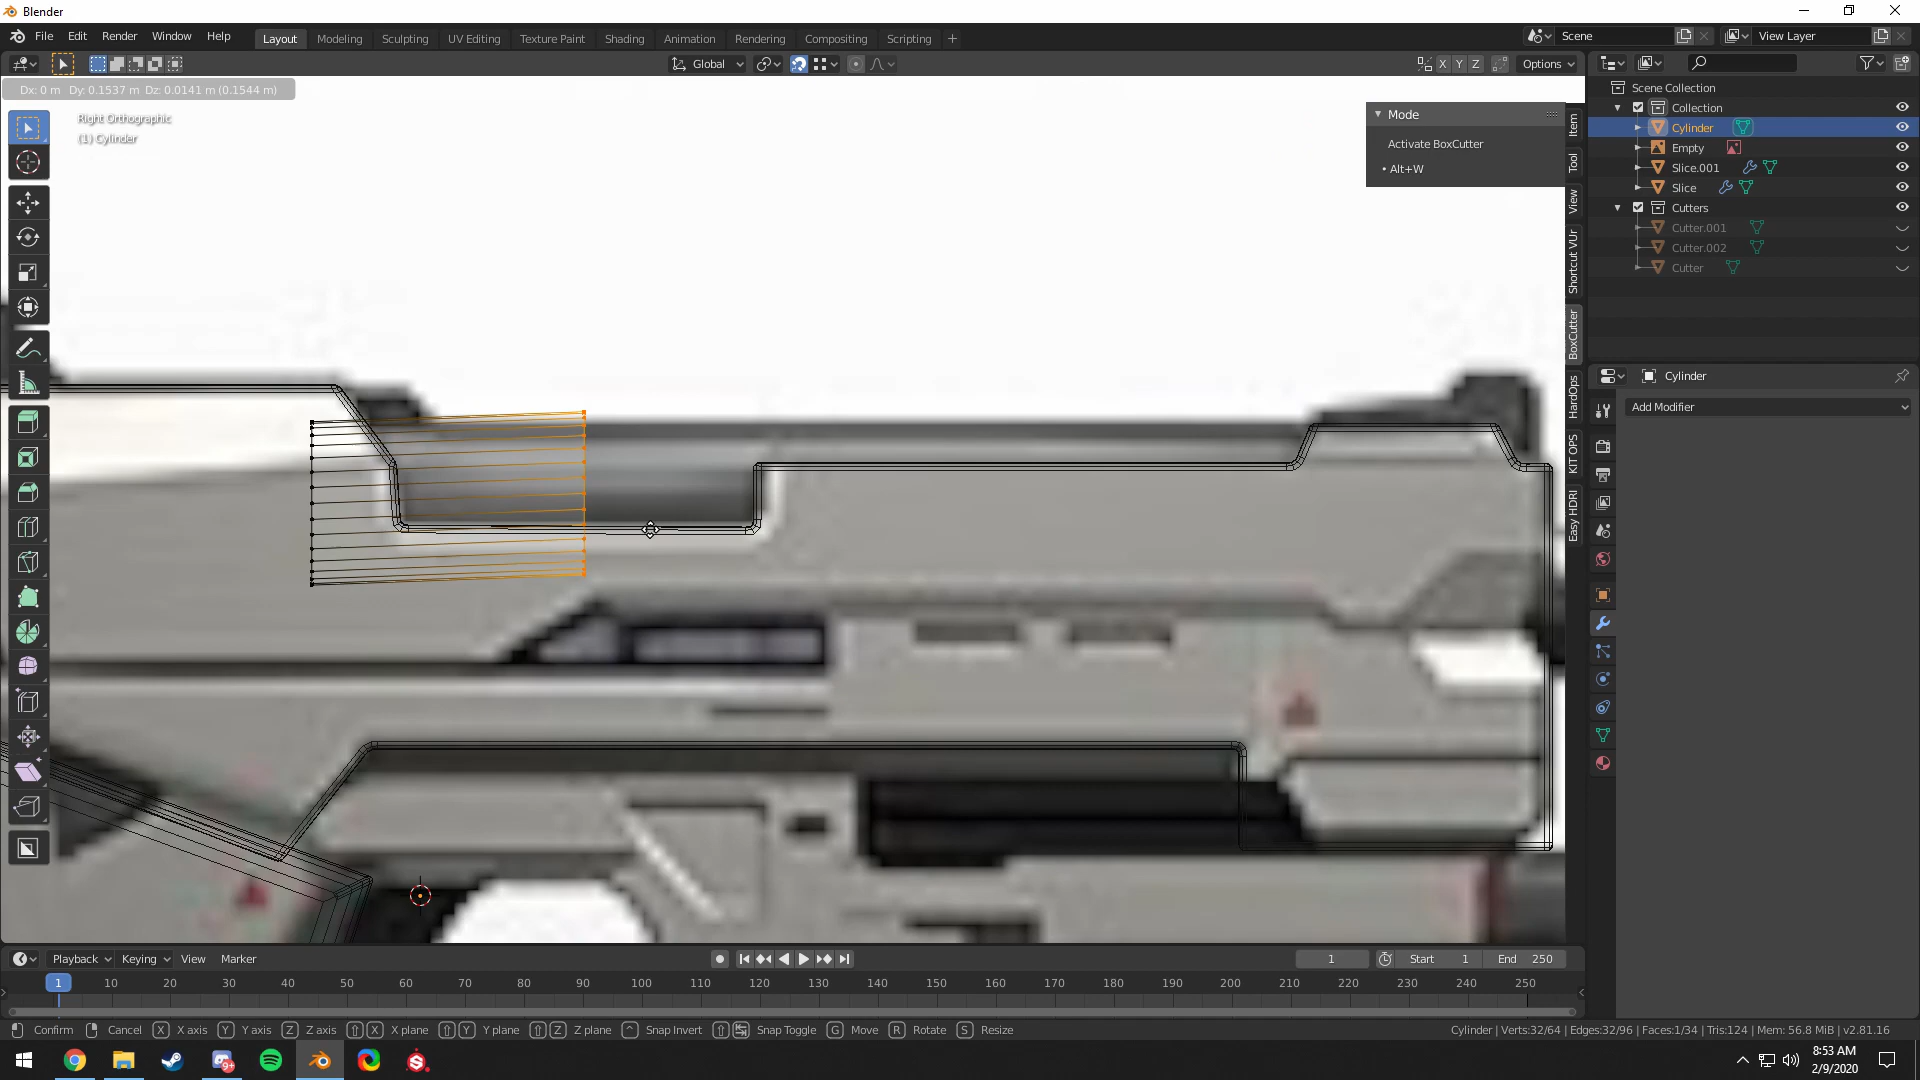 Blender
File Edit Render Window Help
Layout Modeling Sculpting UV Editing Texture Paint Shading Animation Rendering Compositing Scripting
Scene
View Layer
Global
X Y Z
Options
Dx: 0 m Dy: 0.1537 m Dz: 0.0141 m (0.1544 m)
Right Orthographic
(1) Cylinder
Mode
Activate BoxCutter
• Alt+W
Item
Tool
View
Shortcut VUr
BoxCutter
HardOps
KIT OPS
Easy HDRI
Scene Collection
Collection
Cylinder
Empty
Slice.001
Slice
Cutters
Cutter.001
Cutter.002
Cutter
Cylinder
Add Modifier
Playback Keying View Marker
1
Start 1
End 250
1 10 20 30 40 50 60 70 80 90 100 110 120 130 140 150 160 170 180 190 200 210 220 230 240 250
Confirm Cancel X X axis Y Y axis Z Z axis X X plane Y Y plane Z Z plane Snap Invert Snap Toggle G Move R Rotate S Resize
Cylinder | Verts:32/64 | Edges:32/96 | Faces:1/34 | Tris:124 | Mem: 56.8 MiB | v2.81.16
9+
8:53 AM
2/9/2020